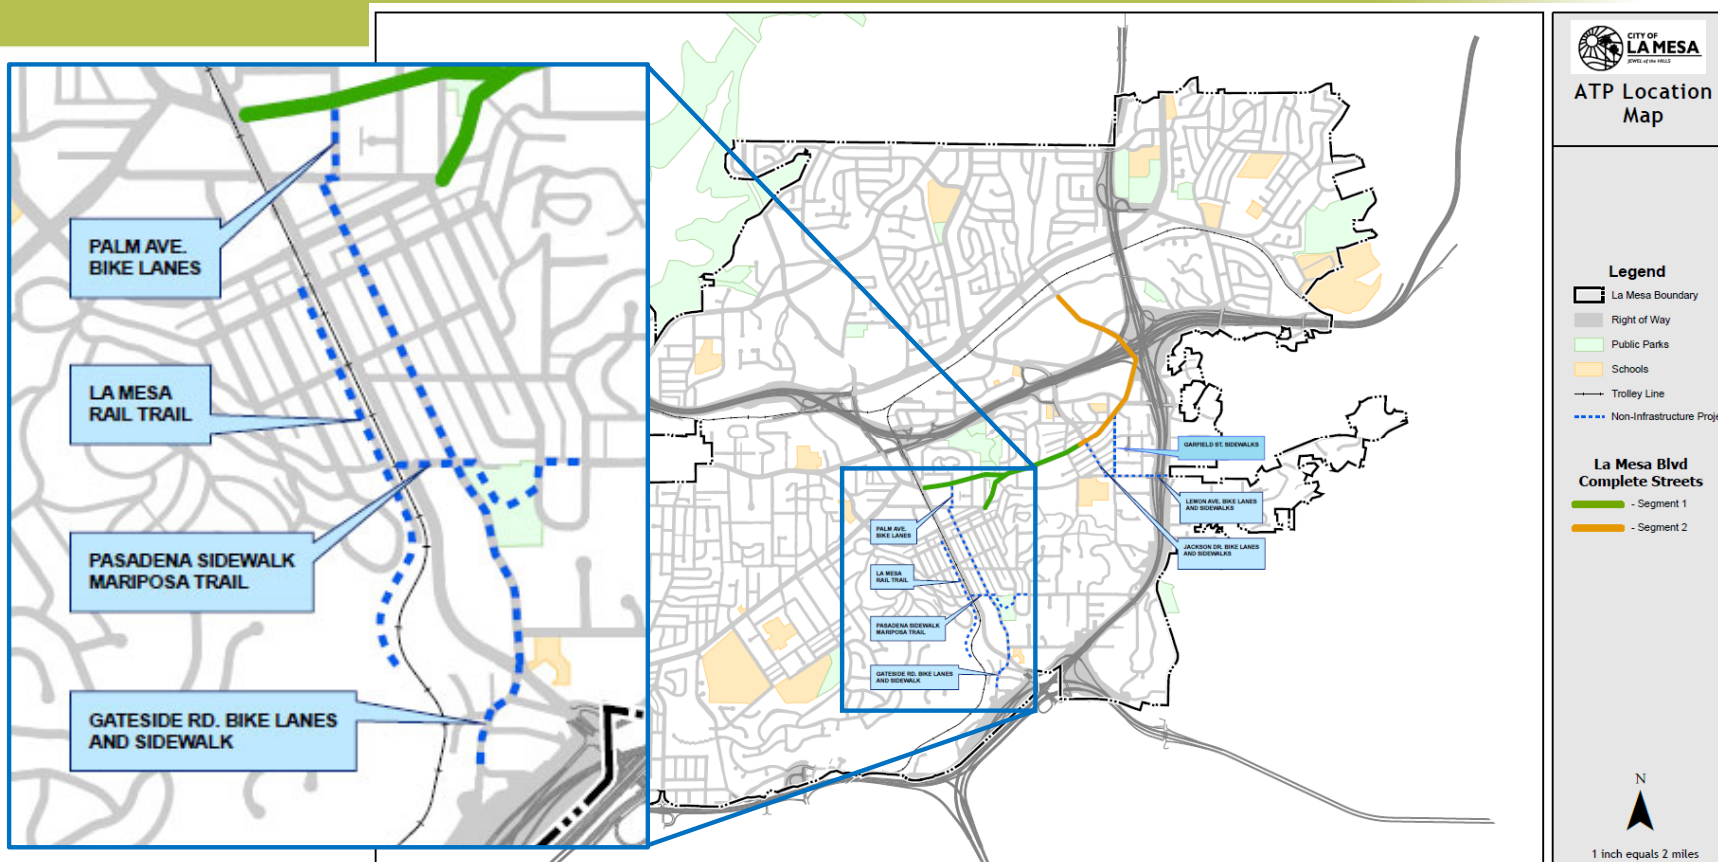 PALM AVE.
BIKE LANES
LA MESA
RAIL TRAIL
PASADENA SIDEWALK
MARIPOSA TRAIL
GATESIDE RD. BIKE LANES
AND SIDEWALK
PALM AVE.
BIKE LANES
LA MESA
RAIL TRAIL
PASADENA SIDEWALK
MARIPOSA TRAIL
GATESIDE RD. BIKE LANES
AND SIDEWALK
GARFIELD ST. SIDEWALKS
LEMON AVE. BIKE LANES
AND SIDEWALKS
JACKSON DR. BIKE LANES
AND SIDEWALKS
CITY OF
LA MESA
JEWEL of the HILLS
ATP Location
Map
Legend
La Mesa Boundary
Right of Way
Public Parks
Schools
Trolley Line
Non-Infrastructure Proje
La Mesa Blvd
Complete Streets
- Segment 1
- Segment 2
N
1 inch equals 2 miles